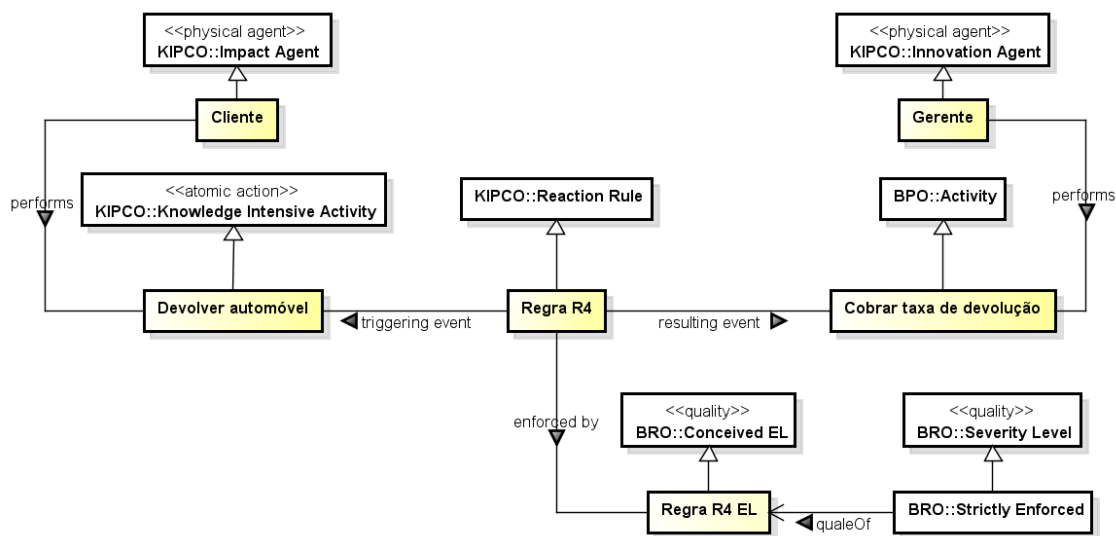 <<physical agent>>
KIPCO::Impact Agent
<<physical agent>>
KIPCO::Innovation Agent
Cliente
Gerente
<<atomic action>>
KIPCO::Knowledge Intensive Activity
KIPCO::Reaction Rule
BPO::Activity
performs
performs
Devolver automóvel
Regra R4
Cobrar taxa de devolução
triggering event
resulting event
enforced by
<<quality>>
BRO::Conceived EL
<<quality>>
BRO::Severity Level
Regra R4 EL
BRO::Strictly Enforced
qualeOf